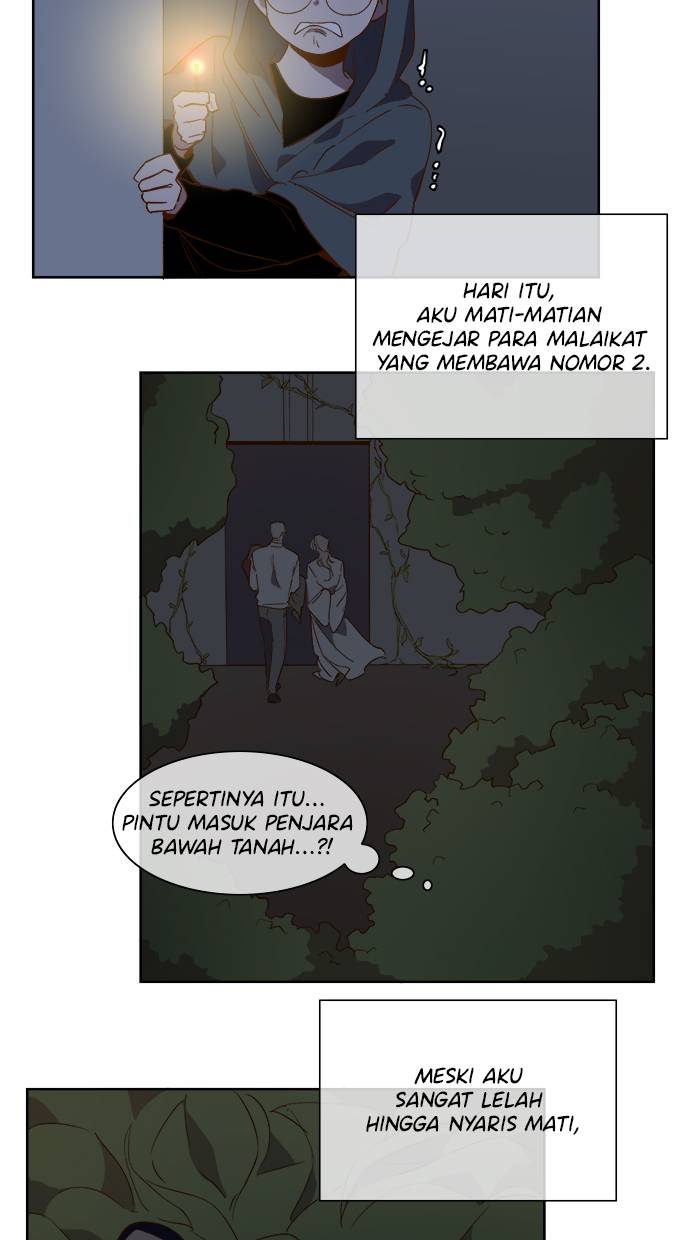 HARI ITU,
AKU MATI-MATIAN
MENGEJAR PARA MALAIKAT
YANG MEMBAWA NOMOR 2.
SEPERTINYA ITU...
PINTU MASUK PENJARA
BAWAH TANAH...?!
MESKI AKU
SANGAT LELAH
HINGGA NYARIS MATI,